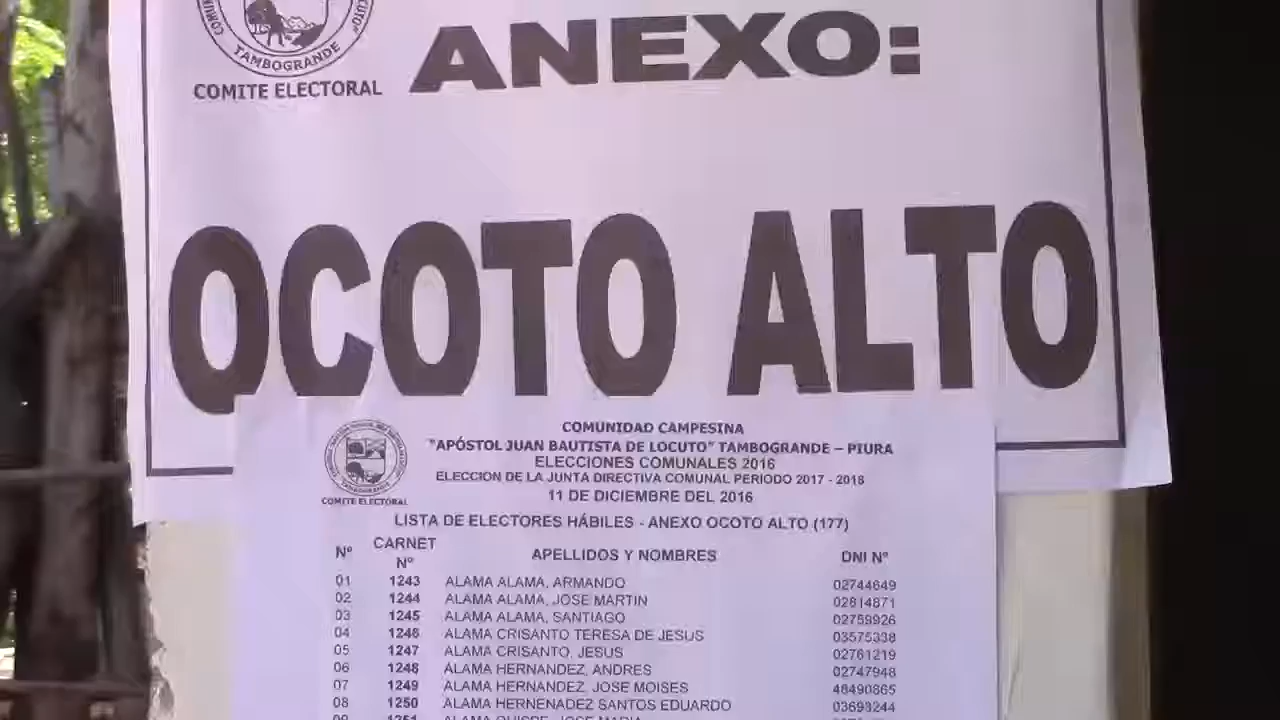 TAMBOGRANDE
COMITE ELECTORAL
ANEXO:
OCOTO ALTO
COMUNIDAD CAMPESINA
"APÓSTOL JUAN BAUTISTA DE LOCUTO" TAMBOGRANDE – PIURA
ELECCIONES COMUNALES 2016
ELECCION DE LA JUNTA DIRECTIVA COMUNAL PERIODO 2017 - 2018
11 DE DICIEMBRE DEL 2016
COMITE ELECTORAL
LISTA DE ELECTORES HÁBILES - ANEXO OCOTO ALTO (177)
Nº CARNET Nº APELLIDOS Y NOMBRES DNI Nº
01 1243 ALAMA ALAMA, ARMANDO 02744649
02 1244 ALAMA ALAMA, JOSE MARTIN 02814871
03 1245 ALAMA ALAMA, SANTIAGO 02759926
04 1246 ALAMA CRISANTO TERESA DE JESUS 03575338
05 1247 ALAMA CRISANTO, JESUS 02761219
06 1248 ALAMA HERNANDEZ, ANDRES 02747948
07 1249 ALAMA HERNANDEZ, JOSE MOISES 48490865
08 1250 ALAMA HERNENADEZ SANTOS EDUARDO 03693244